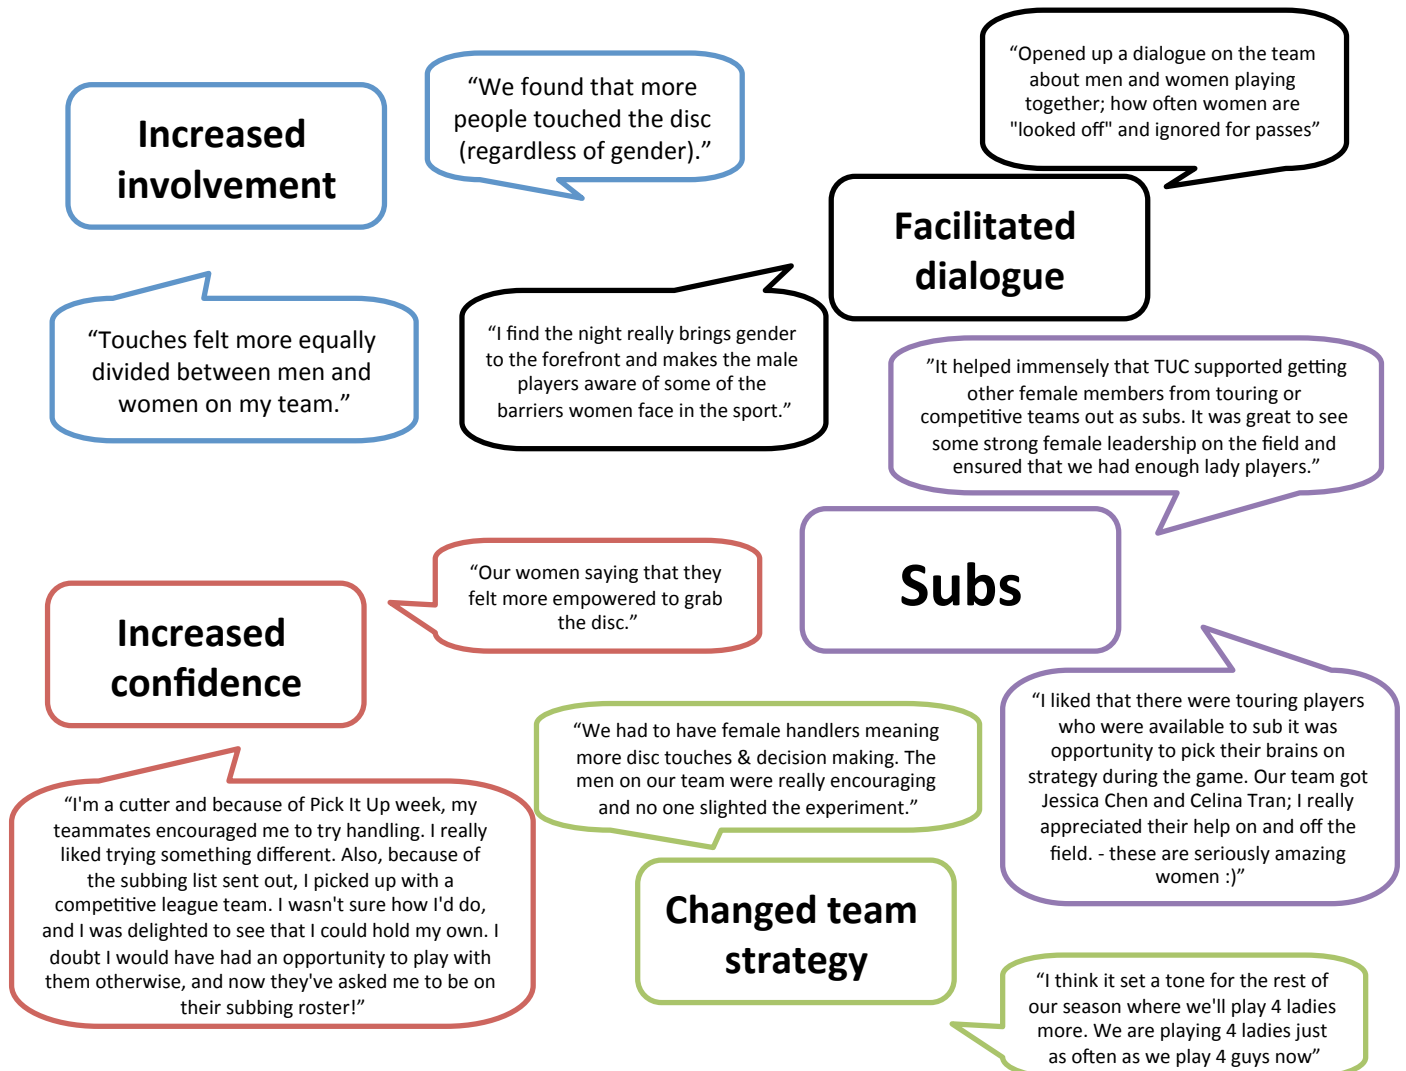 Increased
involvement
“We found that more
people touched the disc
(regardless of gender).”
“Touches felt more equally
divided between men and
women on my team.”
“Opened up a dialogue on the team
about men and women playing
together; how often women are
"looked off" and ignored for passes”
Facilitated
dialogue
“I find the night really brings gender
to the forefront and makes the male
players aware of some of the
barriers women face in the sport.”
”It helped immensely that TUC supported getting
other female members from touring or
competitive teams out as subs. It was great to see
some strong female leadership on the field and
ensured that we had enough lady players.”
Subs
“I liked that there were touring players
who were available to sub it was
opportunity to pick their brains on
strategy during the game. Our team got
Jessica Chen and Celina Tran; I really
appreciated their help on and off the
field. - these are seriously amazing
women :)”
“Our women saying that they
felt more empowered to grab
the disc.”
Increased
confidence
“I'm a cutter and because of Pick It Up week, my
teammates encouraged me to try handling. I really
liked trying something different. Also, because of
the subbing list sent out, I picked up with a
competitive league team. I wasn't sure how I'd do,
and I was delighted to see that I could hold my own. I
doubt I would have had an opportunity to play with
them otherwise, and now they've asked me to be on
their subbing roster!”
“We had to have female handlers meaning
more disc touches & decision making. The
men on our team were really encouraging
and no one slighted the experiment.”
Changed team
strategy
“I think it set a tone for the rest of
our season where we'll play 4 ladies
more. We are playing 4 ladies just
as often as we play 4 guys now”